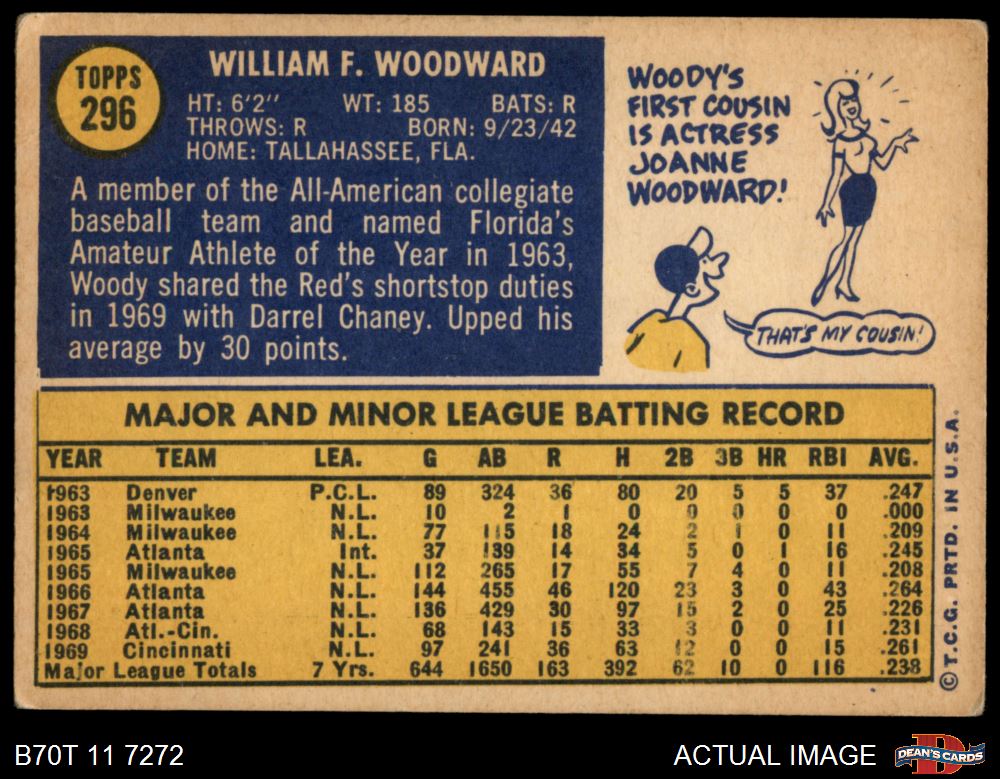 TOPPS
296
WILLIAM F. WOODWARD
HT: 6'2" WT: 185 BATS: R
THROWS: R BORN: 9/23/42
HOME: TALLAHASSEE, FLA.
A member of the All-American collegiate
baseball team and named Florida's
Amateur Athlete of the Year in 1963,
Woody shared the Red's shortstop duties
in 1969 with Darrel Chaney. Upped his
average by 30 points.
WOODY'S
FIRST COUSIN
IS ACTRESS
JOANNE
WOODWARD!
THAT'S MY COUSIN!
MAJOR AND MINOR LEAGUE BATTING RECORD
YEAR TEAM LEA. G AB R H 2B 3B HR RBI AVG.
1963 Denver P.C.L. 89 324 36 80 20 5 5 37 .247
1963 Milwaukee N.L. 10 2 1 0 0 0 0 0 .000
1964 Milwaukee N.L. 77 115 18 24 2 1 0 11 .209
1965 Atlanta Int. 37 139 14 34 5 0 1 16 .245
1965 Milwaukee N.L. 112 265 17 55 7 4 0 11 .208
1966 Atlanta N.L. 144 455 46 120 23 3 0 43 .264
1967 Atlanta N.L. 136 429 30 97 15 2 0 25 .226
1968 Atl.-Cin. N.L. 68 143 15 33 3 0 0 11 .231
1969 Cincinnati N.L. 97 241 36 63 12 0 0 15 .261
Major League Totals 7 Yrs. 644 1650 163 392 62 10 0 116 .238
©T.C.G. PRTD. IN U.S.A.
B70T 11 7272
ACTUAL IMAGE
DEAN'S CARDS